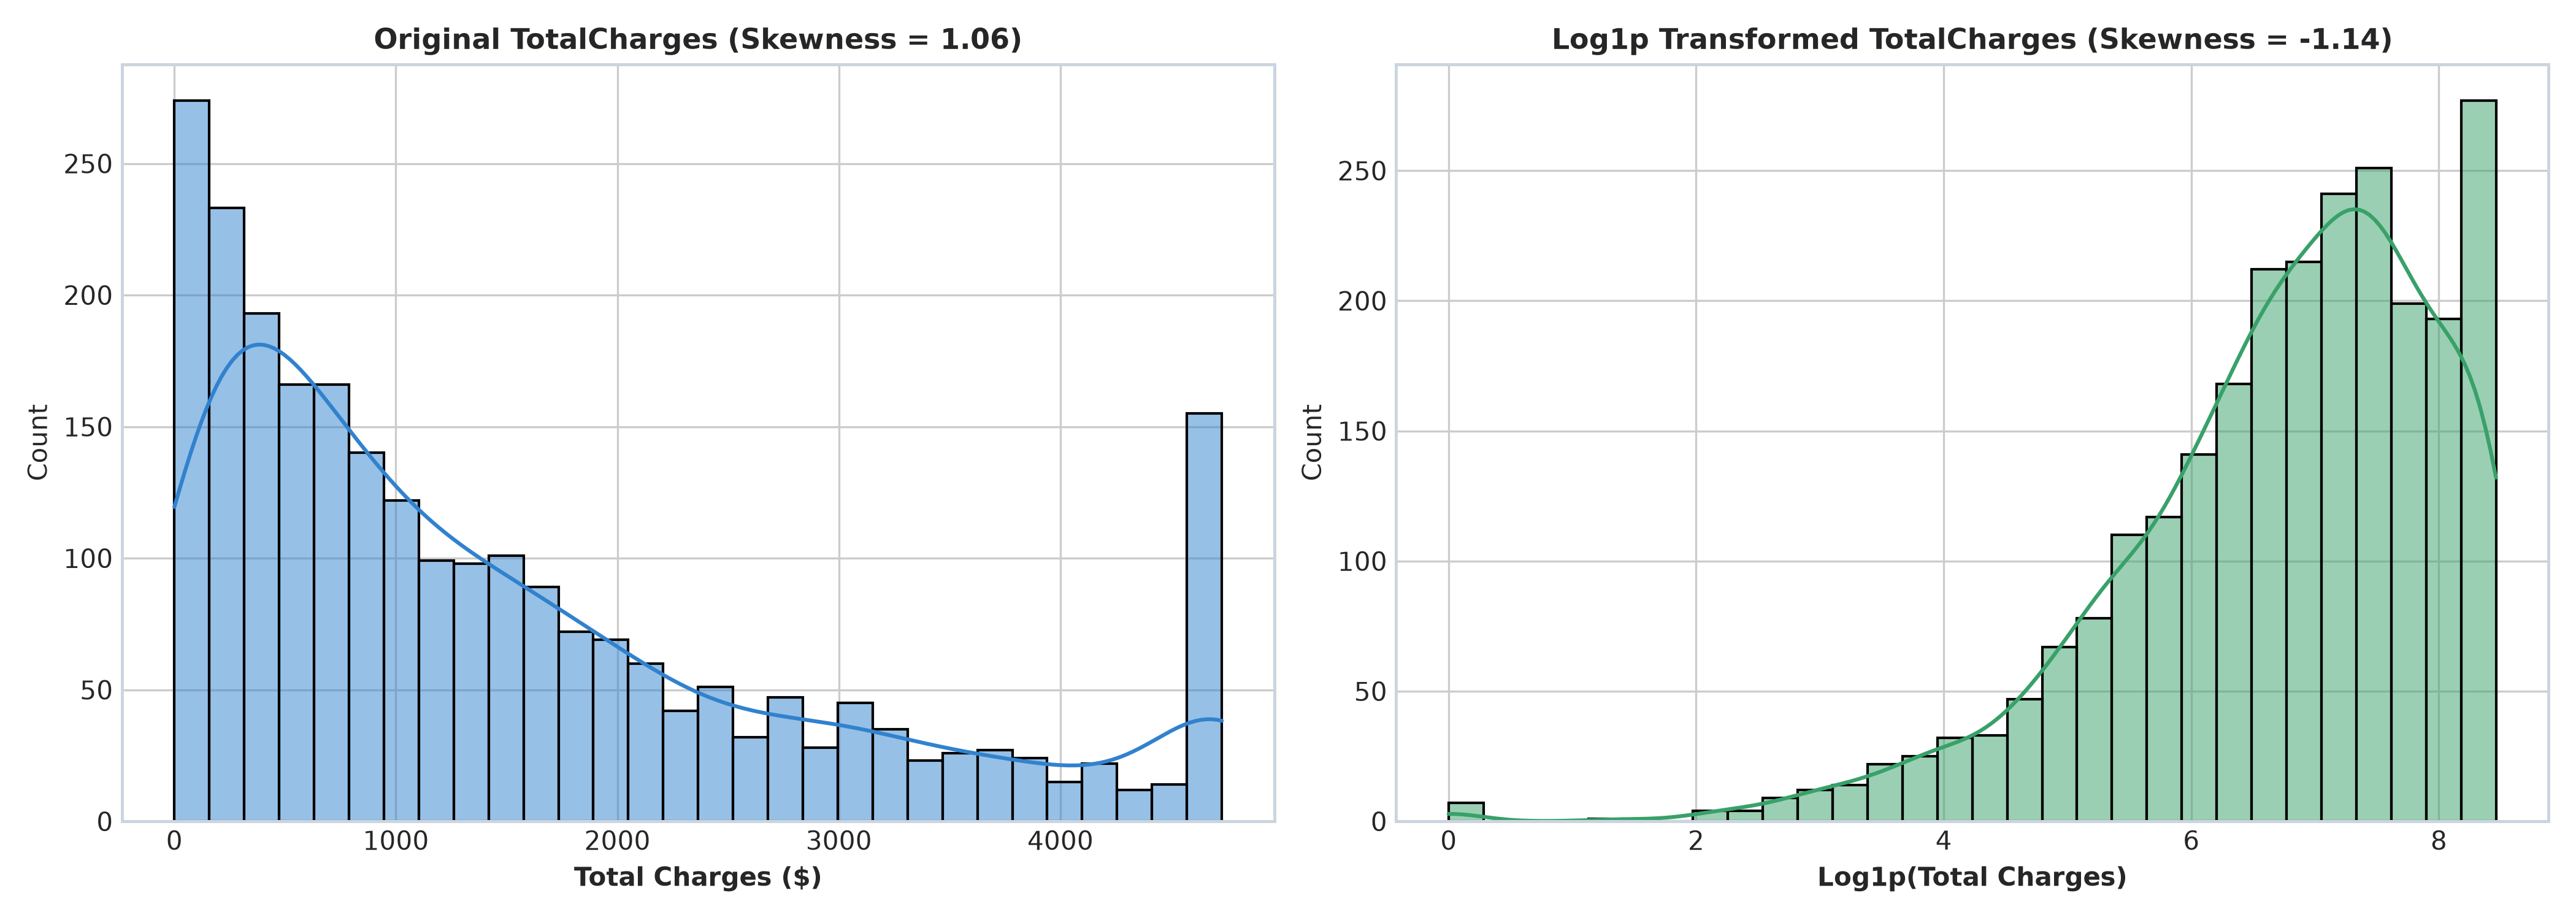 Original TotalCharges (Skewness = 1.06)
250
200
150
100
50
0
Count
0 1000 2000 3000 4000
Total Charges ($)
Log1p Transformed TotalCharges (Skewness = -1.14)
250
200
150
100
50
0
Count
0 2 4 6 8
Log1p(Total Charges)